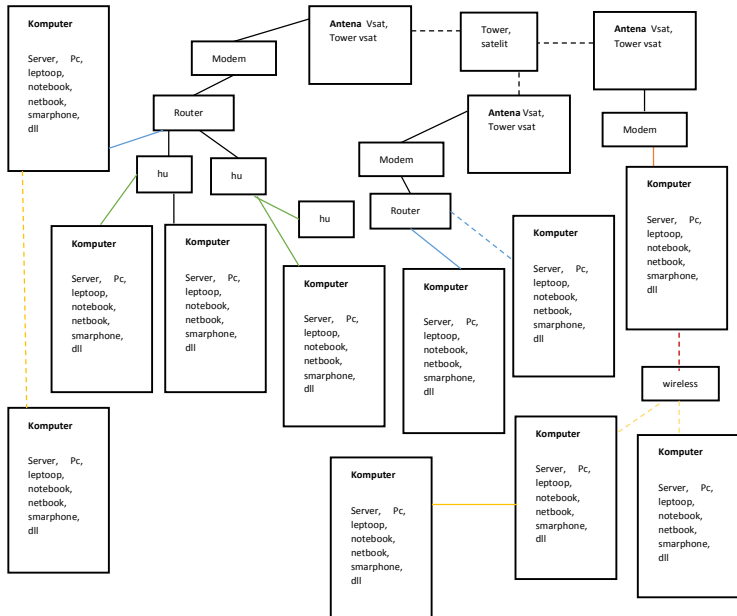 Komputer
Server, Pc,
leptoop,
notebook,
netbook,
smarphone,
dll
Antena Vsat,
Tower vsat
Tower,
satelit
Antena Vsat,
Tower vsat
Modem
Router
Antena Vsat,
Tower vsat
Modem
Modem
hu
hu
hu
Router
Komputer
Server, Pc,
leptoop,
notebook,
netbook,
smarphone,
dll
Komputer
Server, Pc,
leptoop,
notebook,
netbook,
smarphone,
dll
Komputer
Server, Pc,
leptoop,
notebook,
netbook,
smarphone,
dll
Komputer
Server, Pc,
leptoop,
notebook,
netbook,
smarphone,
dll
Komputer
Server, Pc,
leptoop,
notebook,
netbook,
smarphone,
dll
Komputer
Server, Pc,
leptoop,
notebook,
netbook,
smarphone,
dll
wireless
Komputer
Server, Pc,
leptoop,
notebook,
netbook,
smarphone,
dll
Komputer
Server, Pc,
leptoop,
notebook,
netbook,
smarphone,
dll
Komputer
Server, Pc,
leptoop,
notebook,
netbook,
smarphone,
dll
Komputer
Server, Pc,
leptoop,
notebook,
netbook,
smarphone,
dll